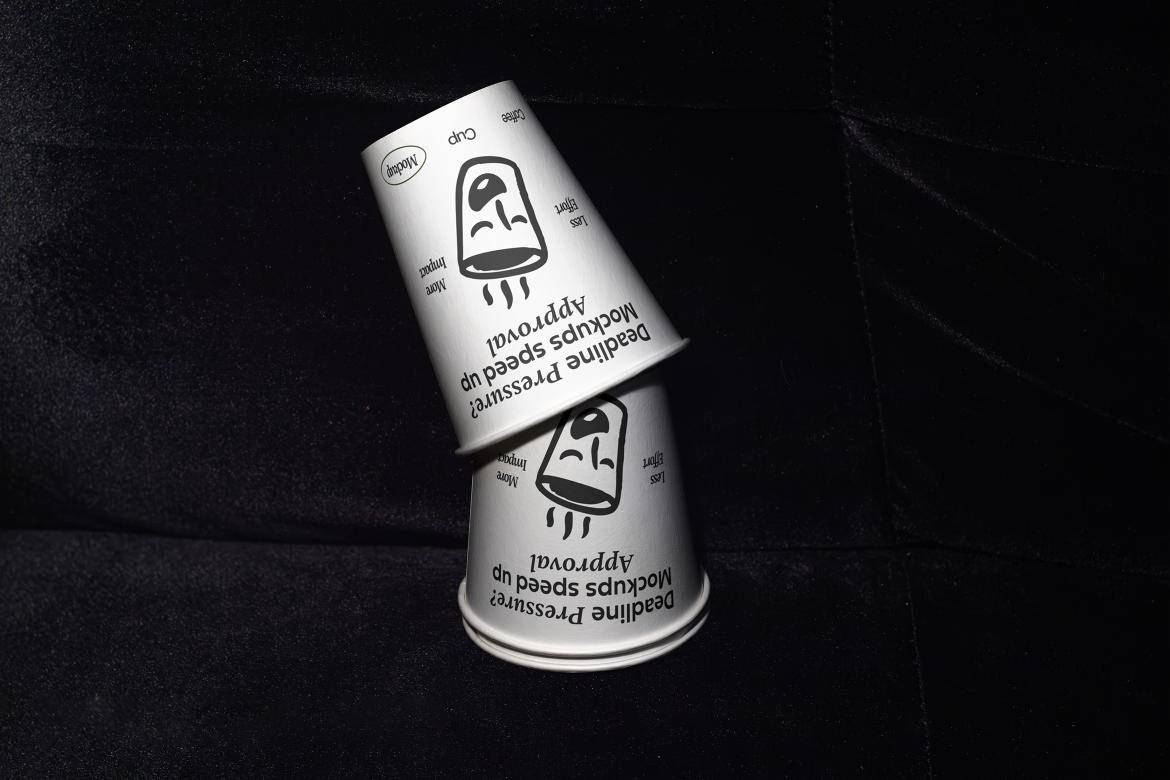 Deadline Pressure?
Mockups speed up
Approval
More
Impact
Less
Effort
Mockup
Cup
Coffee
Deadline Pressure?
Mockups speed up
Approval
More
Impact
Less
Effort